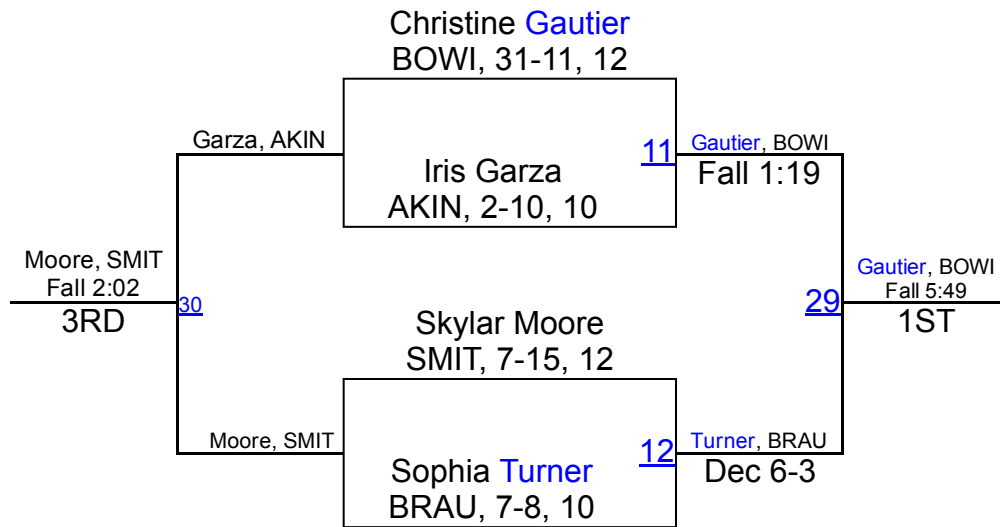 Christine Gautier
BOWI, 31-11, 12
Garza, AKIN
11
Gautier, BOWI
Fall 1:19
Iris Garza
AKIN, 2-10, 10
Moore, SMIT
Fall 2:02
3RD
30
29
Gautier, BOWI
Fall 5:49
1ST
Skylar Moore
SMIT, 7-15, 12
Moore, SMIT
12
Turner, BRAU
Dec 6-3
Sophia Turner
BRAU, 7-8, 10